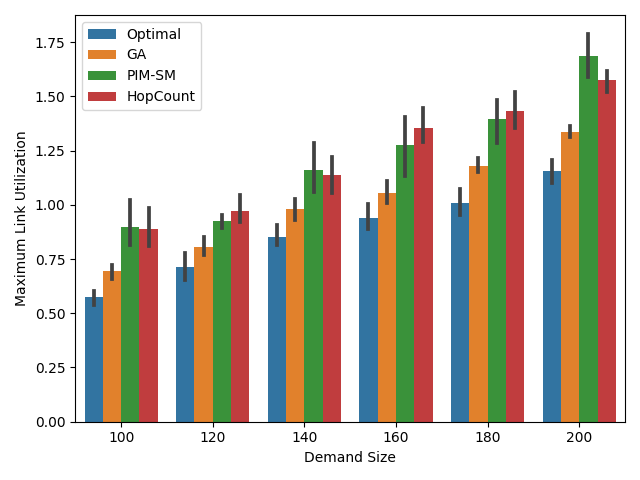 Optimal
GA
PIM-SM
HopCount
Maximum Link Utilization
1.75
1.50
1.25
1.00
0.75
0.50
0.25
0.00
100 120 140 160 180 200
Demand Size